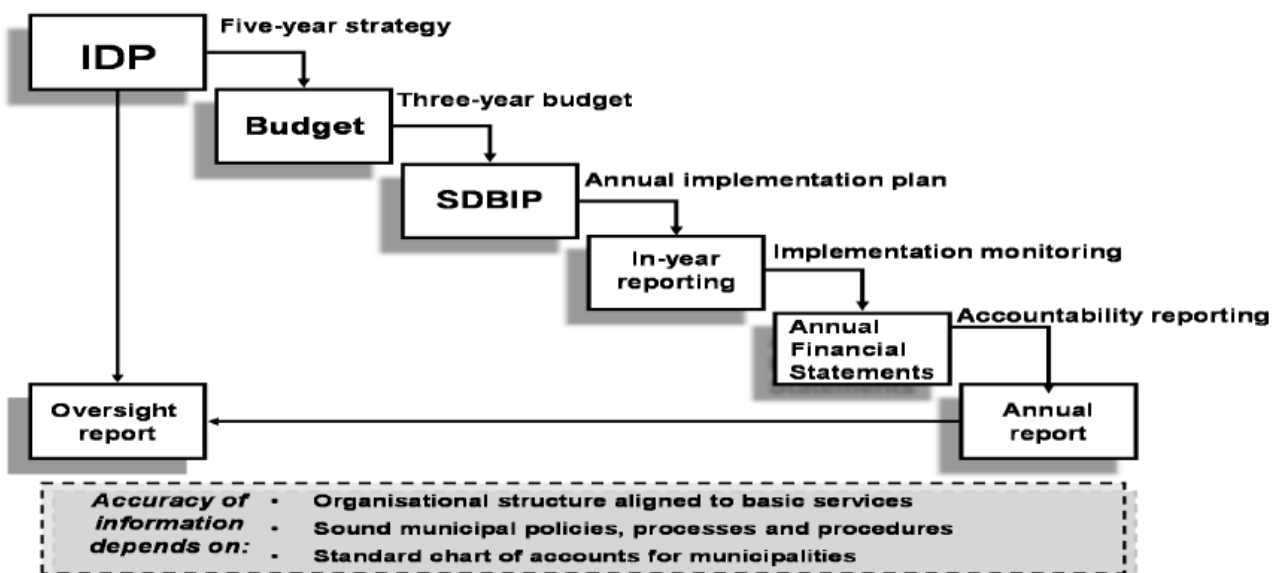 IDP
Five-year strategy
Budget
Three-year budget
SDBIP
Annual implementation plan
In-year
reporting
Implementation monitoring
Annual
Financial
Statements
Accountability reporting
Oversight
report
Annual
report
Accuracy of
information
depends on:
• Organisational structure aligned to basic services
• Sound municipal policies, processes and procedures
• Standard chart of accounts for municipalities